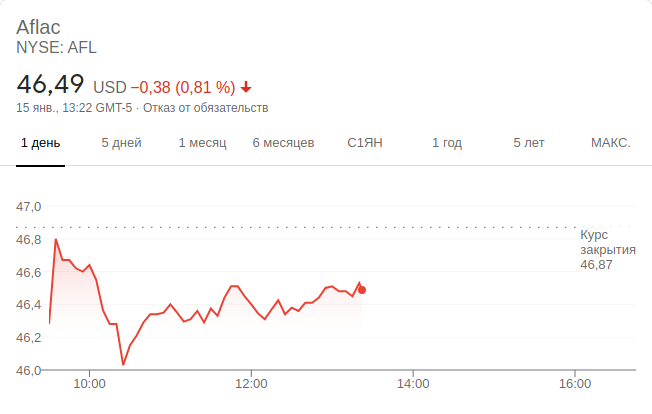 Aflac
NYSE: AFL
46,49 USD −0,38 (0,81 %)
15 янв., 13:22 GMT-5 · Отказ от обязательств
1 день 5 дней 1 месяц 6 месяцев С1ЯН 1 год 5 лет МАКС.
47,0
46,8
46,6
46,4
46,2
46,0
Курс
закрытия
46,87
10:00 12:00 14:00 16:00